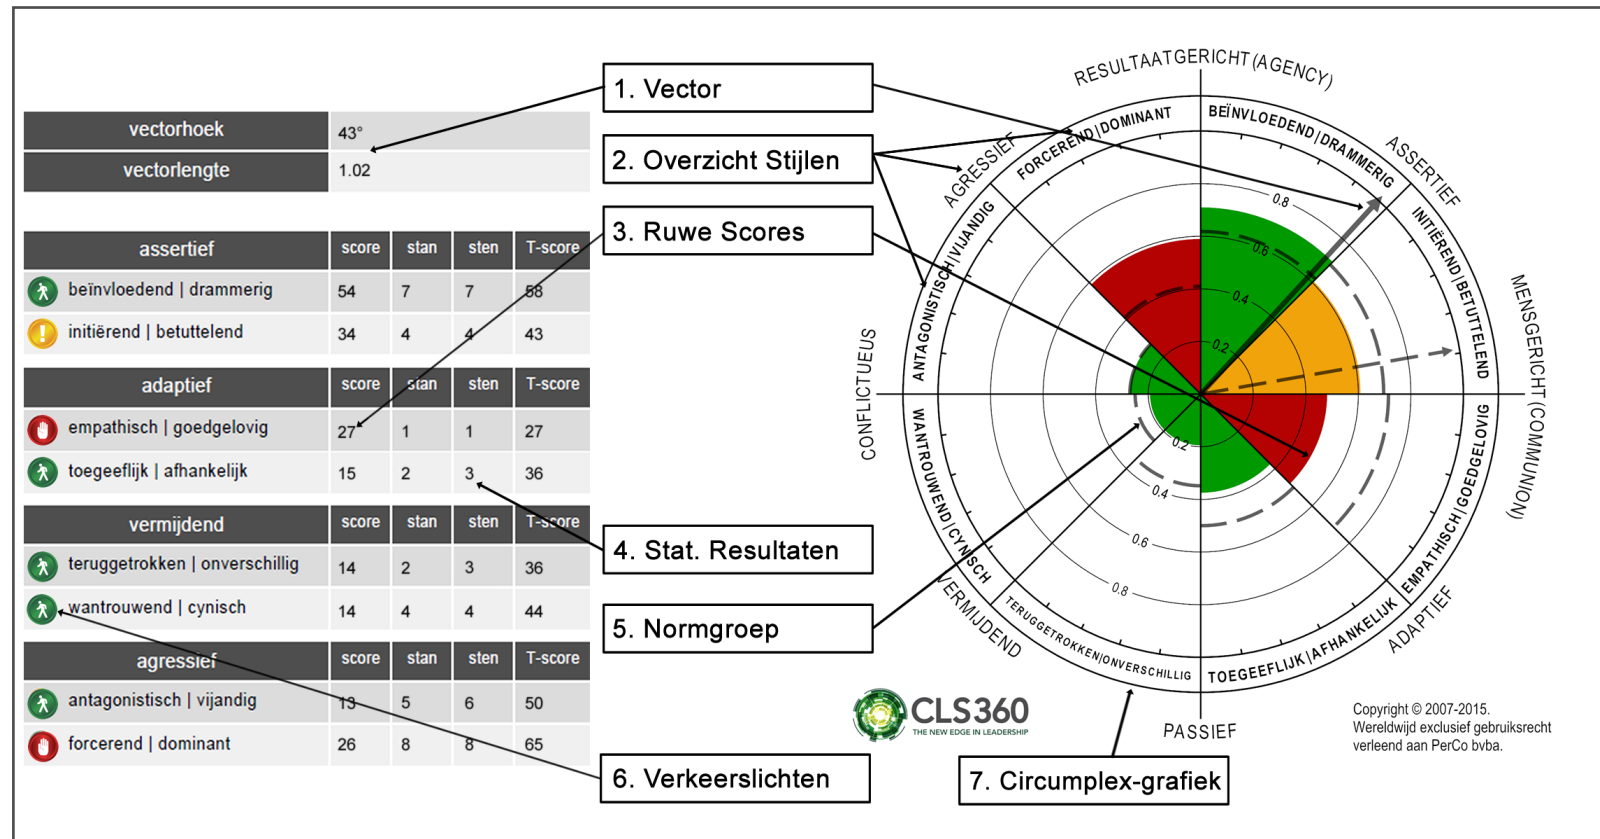 vectorhoek 43°
vectorlengte 1.02
assertief score stan sten T-score
beïnvloedend | drammerig 54 7 7 58
initiërend | betuttelend 34 4 4 43
adaptief score stan sten T-score
empathisch | goedgelovig 27 1 1 27
toegeeflijk | afhankelijk 15 2 3 36
vermijdend score stan sten T-score
teruggetrokken | onverschillig 14 2 3 36
wantrouwend | cynisch 14 4 4 44
agressief score stan sten T-score
antagonistisch | vijandig 13 5 6 50
forcerend | dominant 26 8 8 65
1. Vector
2. Overzicht Stijlen
3. Ruwe Scores
4. Stat. Resultaten
5. Normgroep
6. Verkeerslichten
7. Circumplex-grafiek
RESULTAATGERICHT (AGENCY)
ASSERTIEF
MENSGERICHT (COMMUNION)
ADAPTIEF
PASSIEF
VERMIJDEND
CONFLICTUEUS
AGRESSIEF
BEÏNVLOEDEND | DRAMMERIG
INITIËREND | BETUTTELEND
EMPATHISCH | GOEDGELOVIG
TOEGEEFLIJK | AFHANKELIJK
TERUGGETROKKEN | ONVERSCHILLIG
WANTROUWEND | CYNISCH
ANTAGONISTISCH | VIJANDIG
FORCEREND | DOMINANT
0.8
0.6
0.4
0.2
0.2
0.4
0.6
0.8
CLS360
THE NEW EDGE IN LEADERSHIP
Copyright © 2007-2015.
Wereldwijd exclusief gebruiksrecht
verleend aan PerCo bvba.